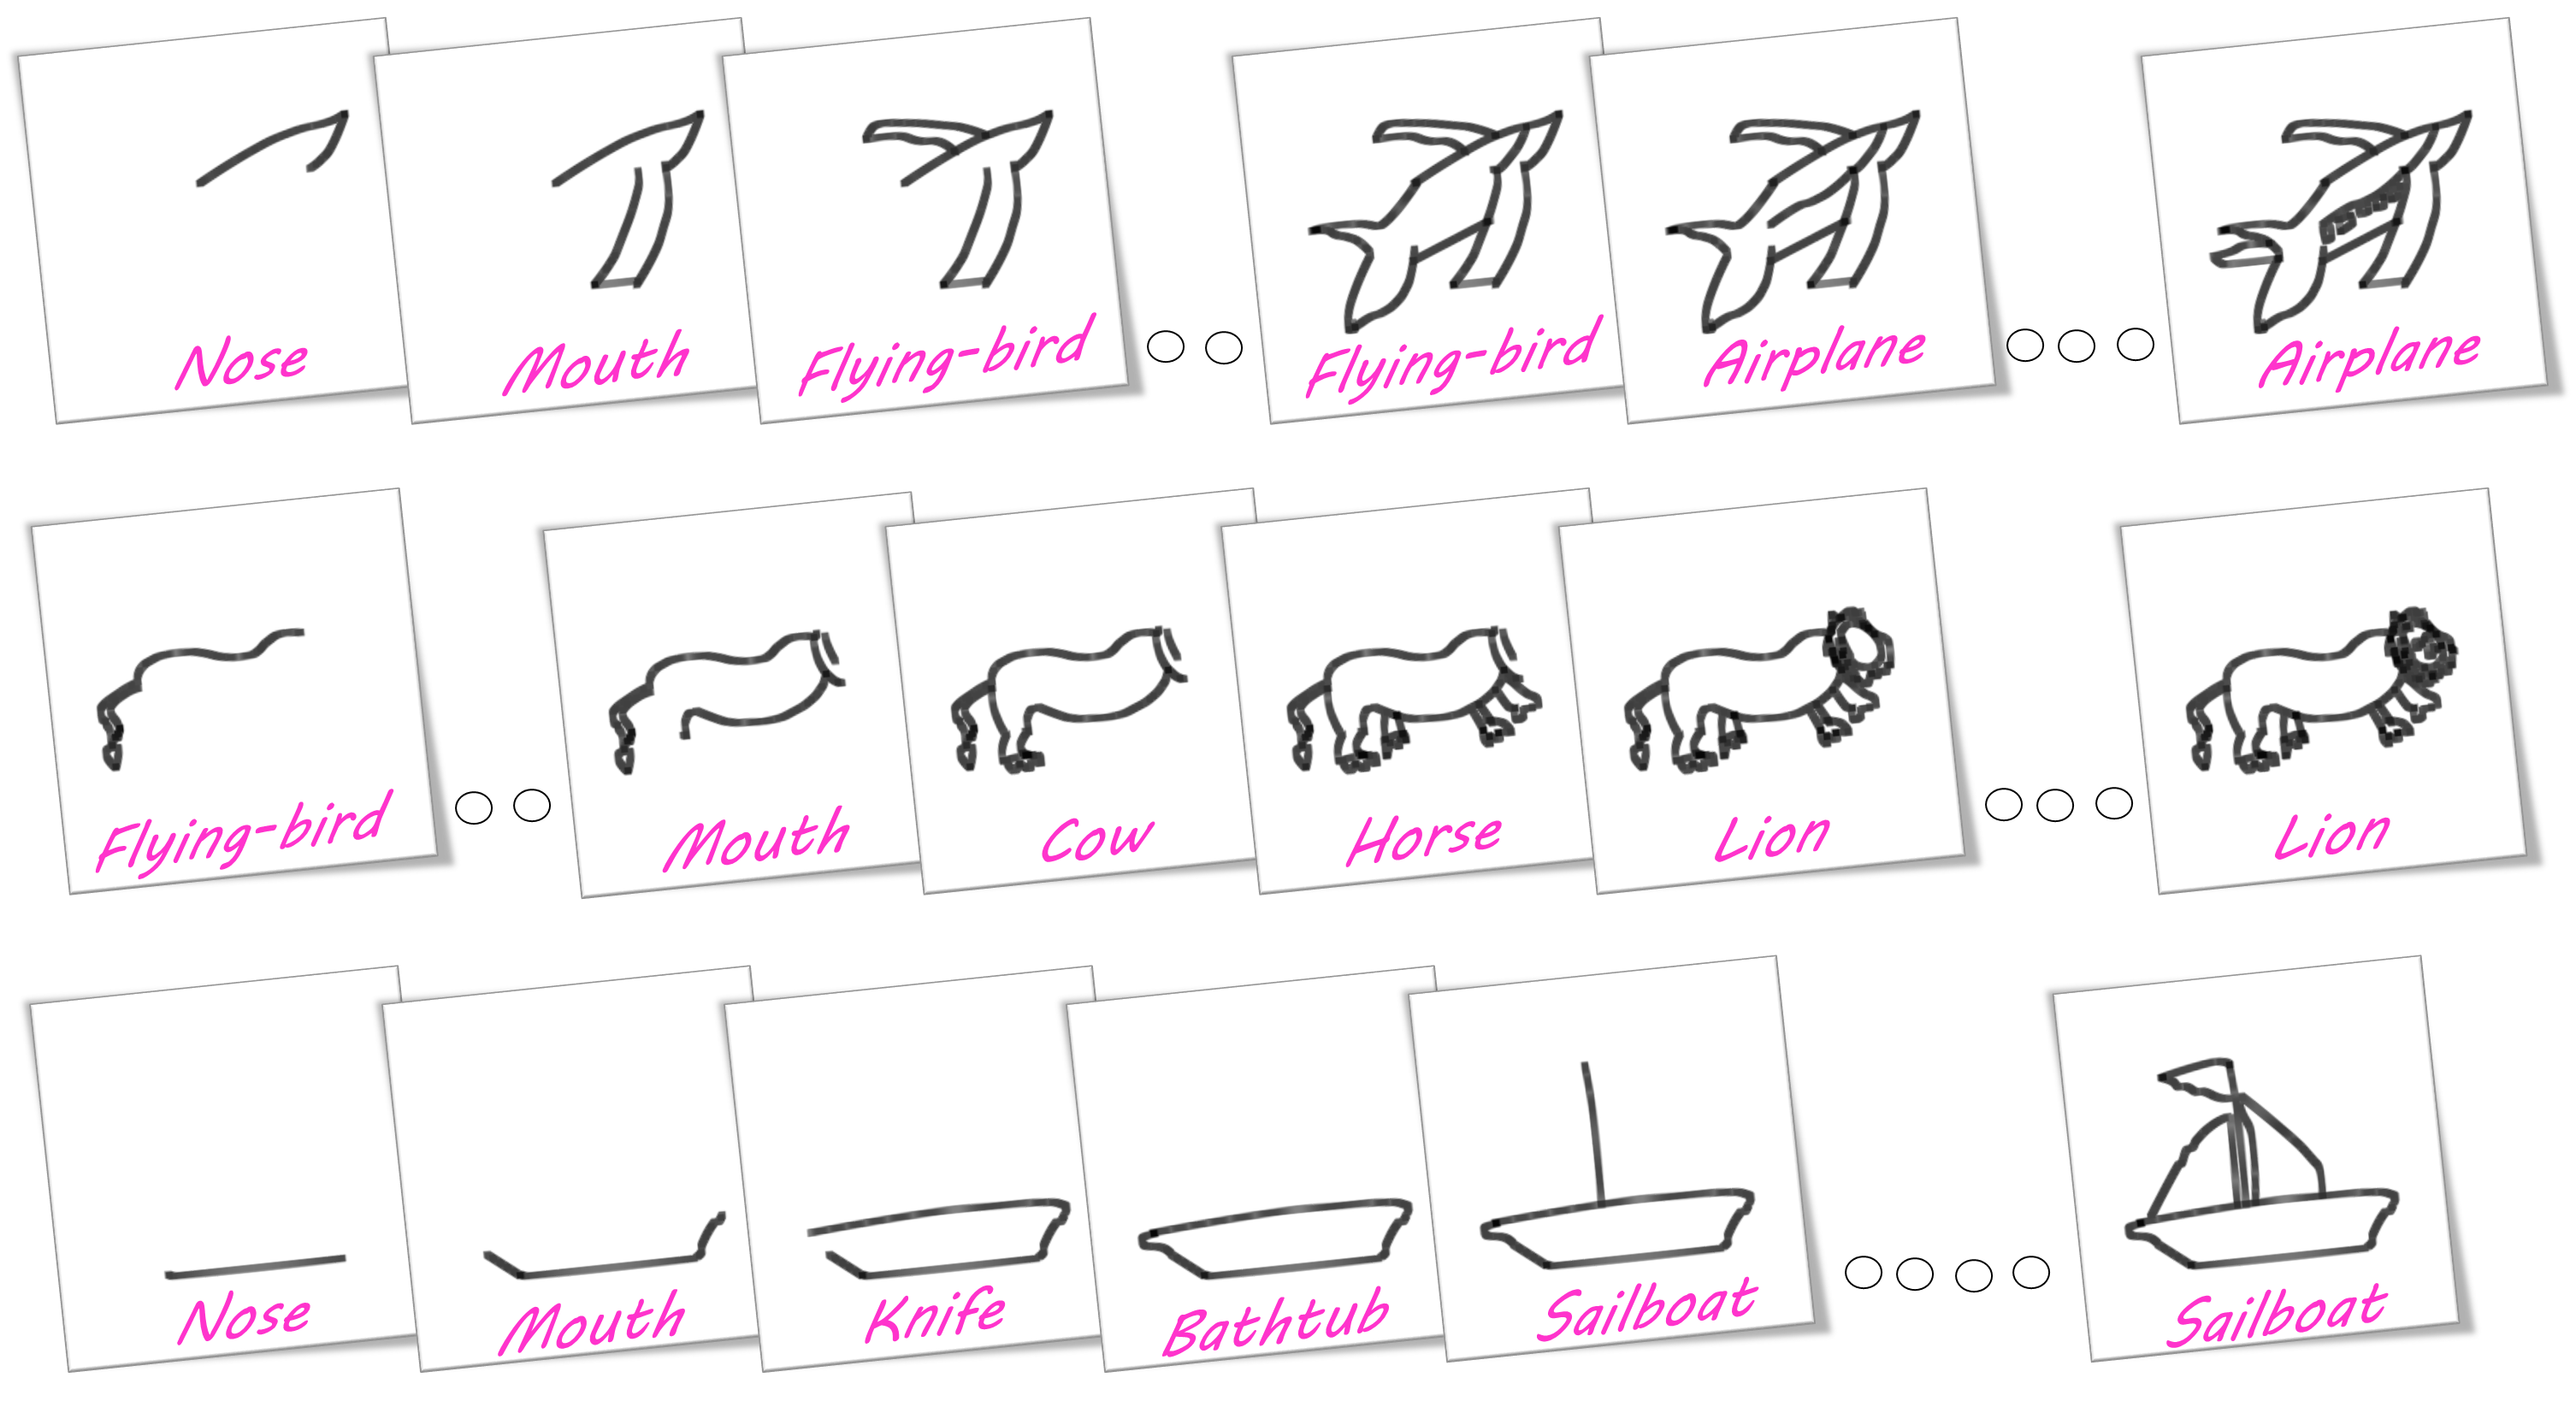 Nose
Mouth
Flying-bird
Flying-bird
Airplane
Airplane
Flying-bird
Mouth
Cow
Horse
Lion
Lion
Nose
Mouth
Knife
Bathtub
Sailboat
Sailboat